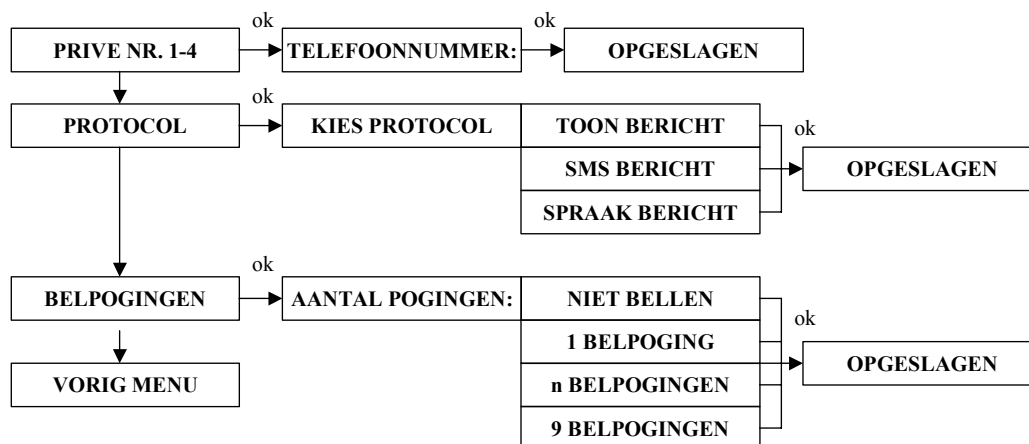 ok
ok
PRIVE NR. 1-4
TELEFOONNUMMER:
OPGESLAGEN
ok
PROTOCOL
KIES PROTOCOL
TOON BERICHT
ok
SMS BERICHT
OPGESLAGEN
SPRAAK BERICHT
ok
BELPOGINGEN
AANTAL POGINGEN:
NIET BELLEN
ok
1 BELPOGING
OPGESLAGEN
VORIG MENU
n BELPOGINGEN
9 BELPOGINGEN